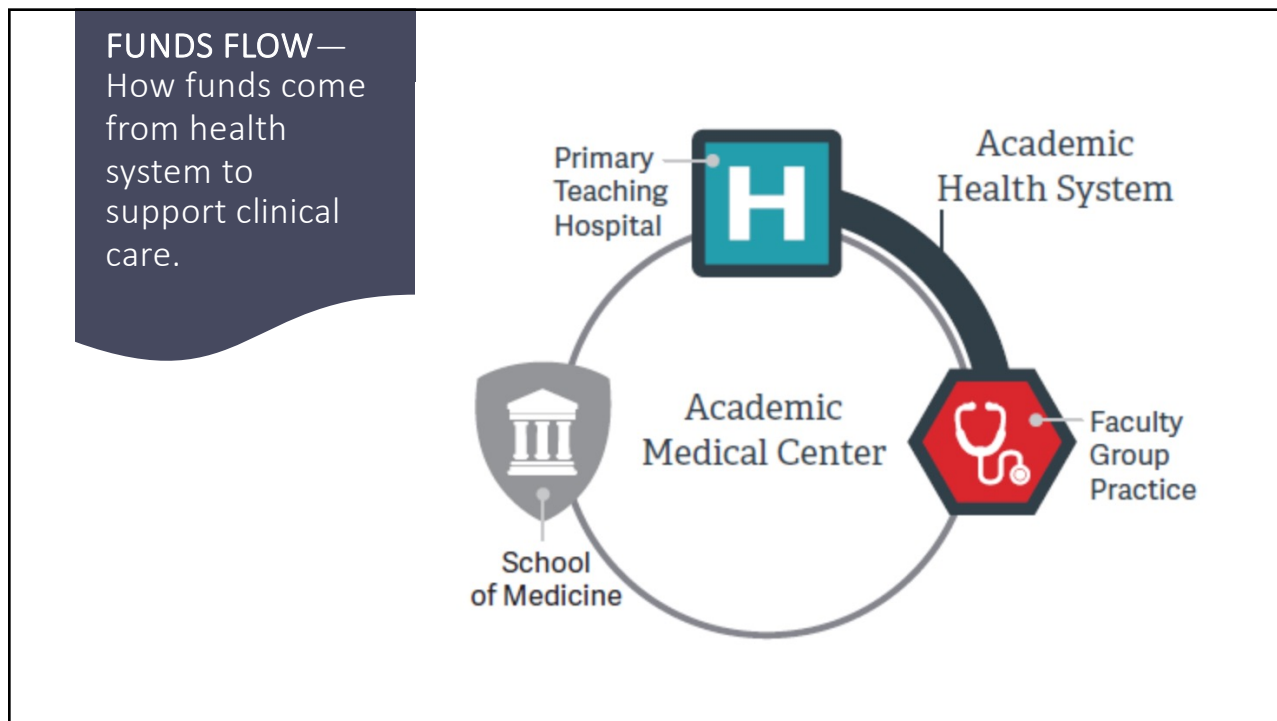 FUNDS FLOW—
How funds come
from health
system to
support clinical
care.
Primary
Teaching
Hospital
H
Academic
Health System
Academic
Medical Center
Faculty
Group
Practice
School
of Medicine